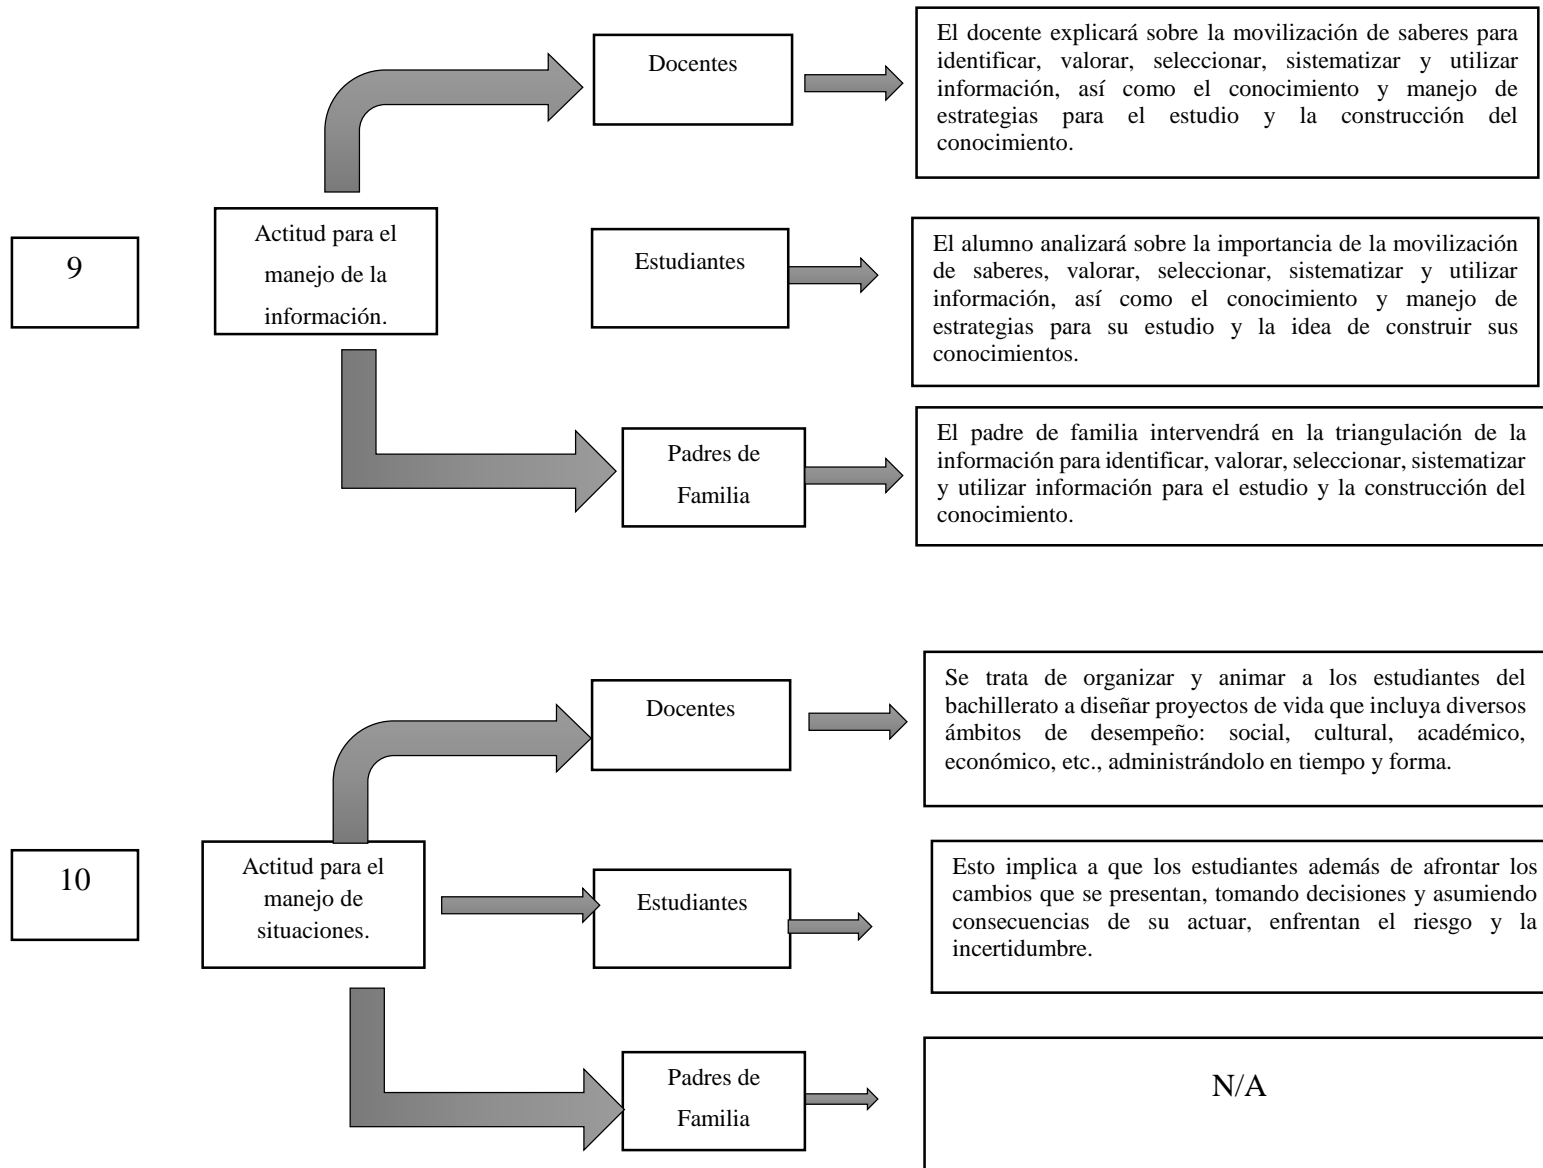 Docentes
El docente explicará sobre la movilización de saberes para
identificar, valorar, seleccionar, sistematizar y utilizar
información, así como el conocimiento y manejo de
estrategias para el estudio y la construcción del
conocimiento.
9
Actitud para el
manejo de la
información.
Estudiantes
El alumno analizará sobre la importancia de la movilización
de saberes, valorar, seleccionar, sistematizar y utilizar
información, así como el conocimiento y manejo de
estrategias para su estudio y la idea de construir sus
conocimientos.
Padres de
Familia
El padre de familia intervendrá en la triangulación de la
información para identificar, valorar, seleccionar, sistematizar
y utilizar información para el estudio y la construcción del
conocimiento.
Docentes
Se trata de organizar y animar a los estudiantes del
bachillerato a diseñar proyectos de vida que incluya diversos
ámbitos de desempeño: social, cultural, académico,
económico, etc., administrándolo en tiempo y forma.
10
Actitud para el
manejo de
situaciones.
Estudiantes
Esto implica a que los estudiantes además de afrontar los
cambios que se presentan, tomando decisiones y asumiendo
consecuencias de su actuar, enfrentan el riesgo y la
incertidumbre.
Padres de
Familia
N/A